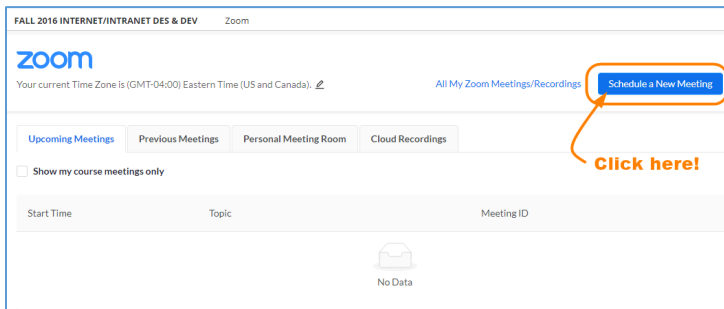 FALL 2016 INTERNET/INTRANET DES & DEV Zoom
zoom
Your current Time Zone is (GMT-04:00) Eastern Time (US and Canada).
All My Zoom Meetings/Recordings
Schedule a New Meeting
Upcoming Meetings Previous Meetings Personal Meeting Room Cloud Recordings
Click here!
Show my course meetings only
Start Time Topic Meeting ID
No Data